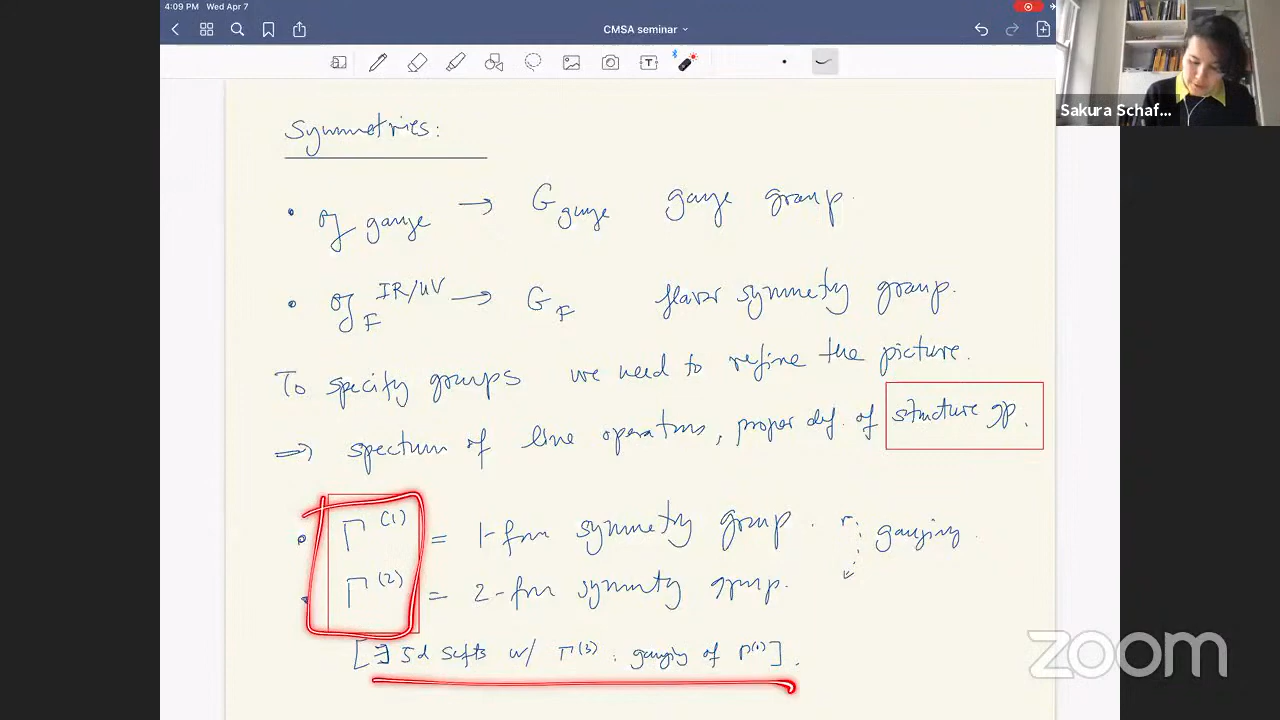 4:09 PM Wed Apr 7
CMSA seminar
Sakura Schaf...
Symmetries:
• g gauge → G gauge gauge group.
• g F IR/UV → G F flavor symmetry group.
To specify groups we need to refine the picture.
⇒ spectrum of line operators, proper def. of structure gp.
• Γ(1) = 1-form symmetry group. gauging
• Γ(2) = 2-form symmetry group.
[∃ 5d scfts w/ Γ(3) : gauging of Γ(1)].
zoom